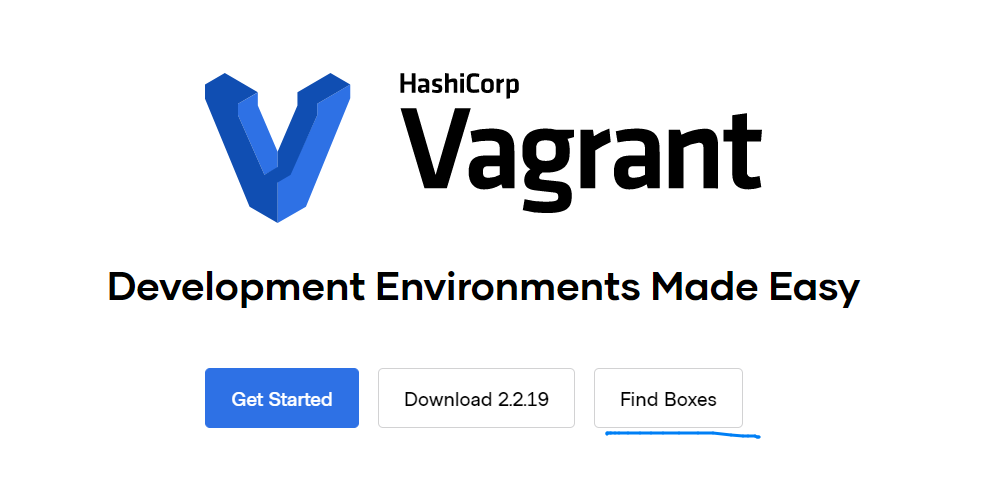 HashiCorp
Vagrant
Development Environments Made Easy
Get Started
Download 2.2.19
Find Boxes